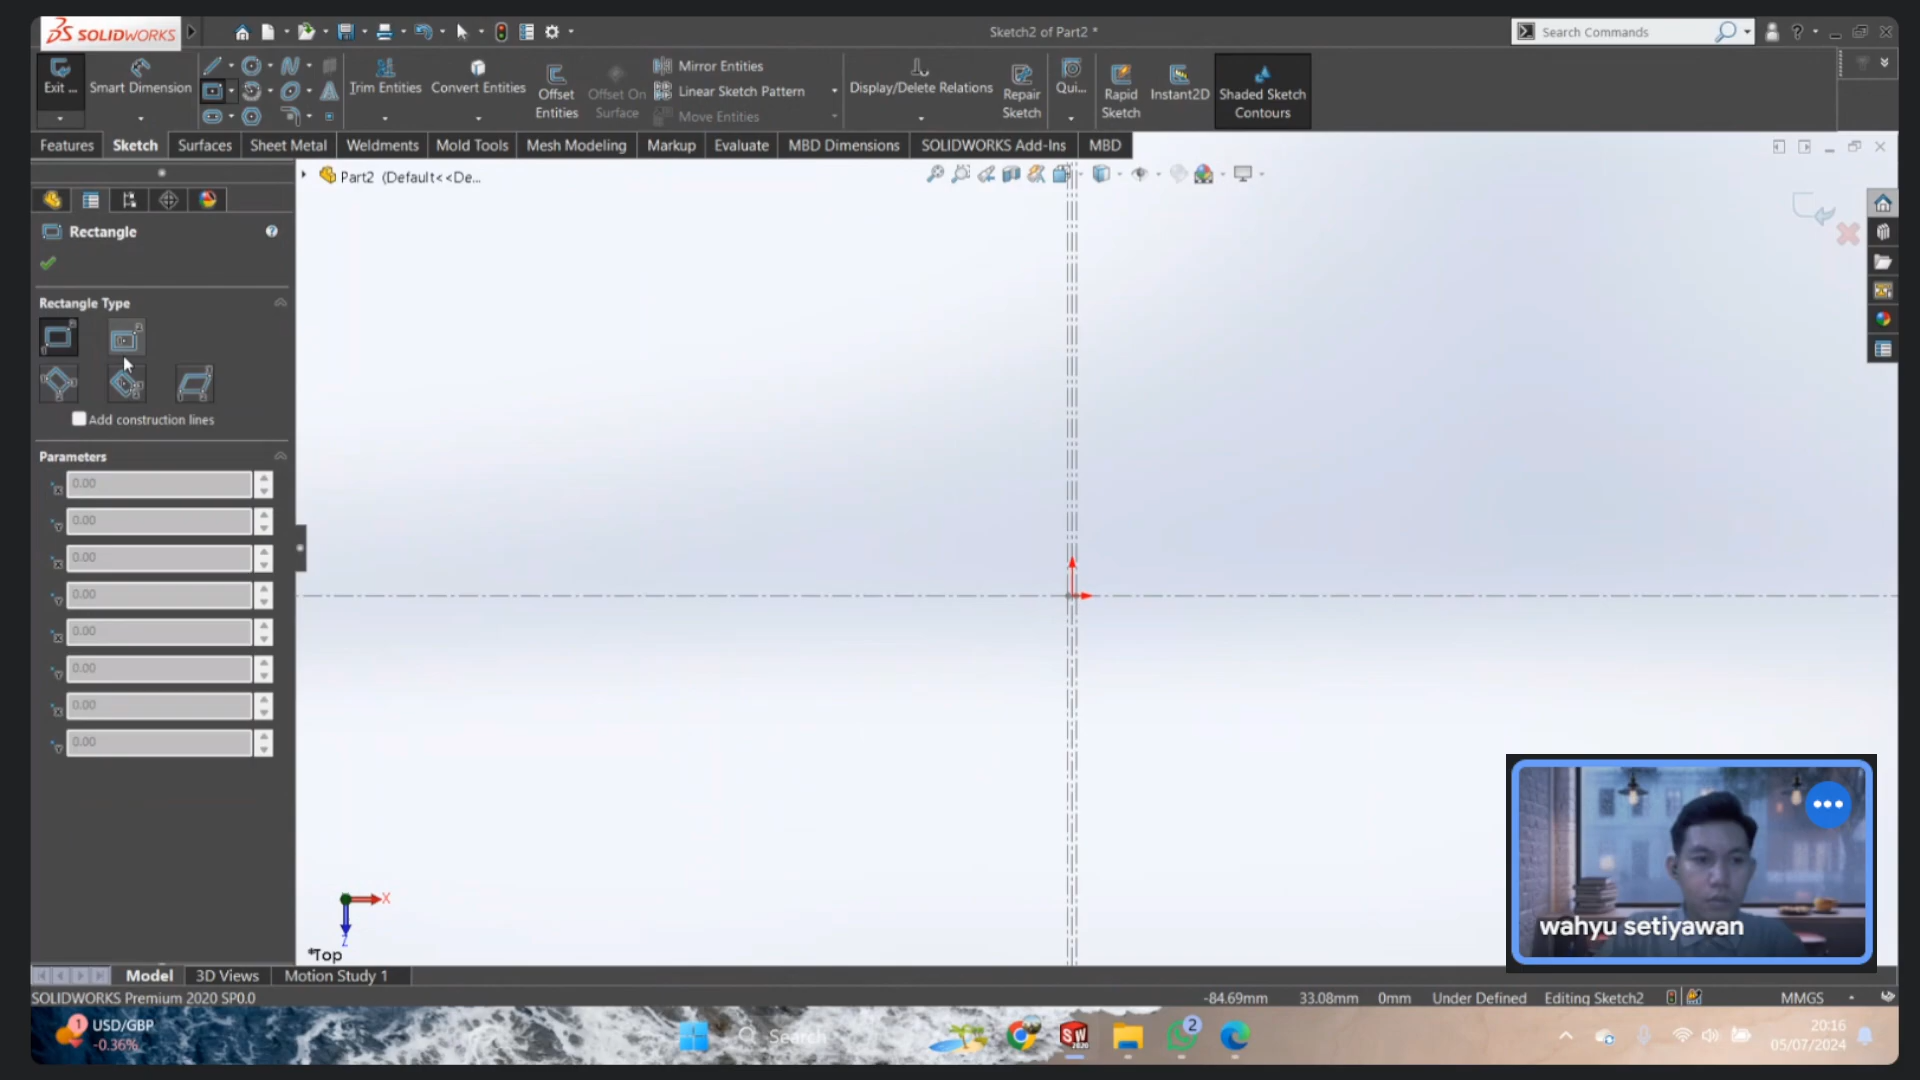 SOLIDWORKS
Sketch2 of Part2 *
Search Commands
Exit ...
Smart Dimension
Trim Entities
Convert Entities
Offset Entities
Offset On Surface
Mirror Entities
Linear Sketch Pattern
Move Entities
Display/Delete Relations
Repair Sketch
Qui...
Rapid Sketch
Instant2D
Shaded Sketch Contours
Features
Sketch
Surfaces
Sheet Metal
Weldments
Mold Tools
Mesh Modeling
Markup
Evaluate
MBD Dimensions
SOLIDWORKS Add-Ins
MBD
Part2 (Default<<De...
Rectangle
Rectangle Type
Add construction lines
Parameters
0.00
0.00
0.00
0.00
0.00
0.00
0.00
0.00
X
Z
*Top
wahyu setiyawan
Model
3D Views
Motion Study 1
SOLIDWORKS Premium 2020 SP0.0
-84.69mm
33.08mm
0mm
Under Defined
Editing Sketch2
MMGS
1
USD/GBP
-0.36%
Search
SW
2020
2
20:16
05/07/2024